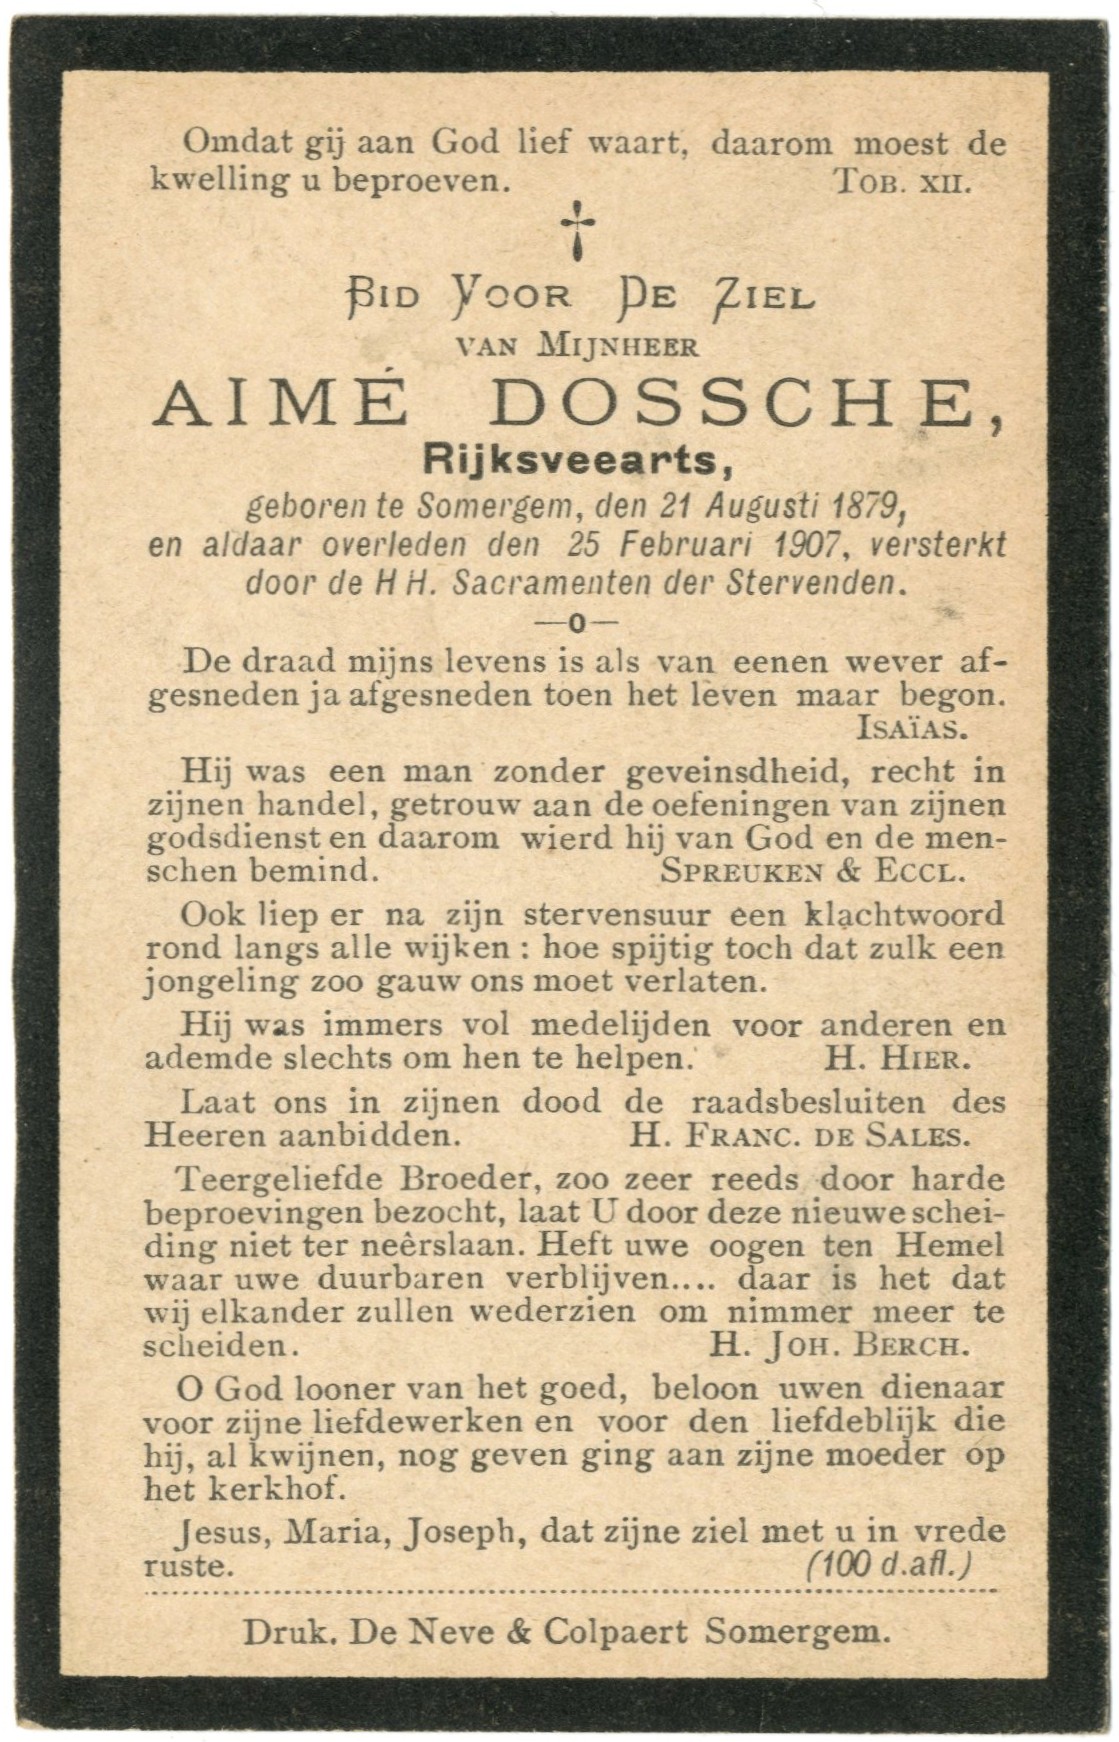 Omdat gij aan God lief waart, daarom moest de
kwelling u beproeven. TOB. XII.
BID VOOR DE ZIEL
VAN MIJNHEER
AIMÉ DOSSCHE,
Rijksveearts,
geboren te Somergem, den 21 Augusti 1879,
en aldaar overleden den 25 Februari 1907, versterkt
door de HH. Sacramenten der Stervenden.
—o—
De draad mijns levens is als van eenen wever af-
gesneden ja afgesneden toen het leven maar begon.
ISAÏAS.
Hij was een man zonder geveinsdheid, recht in
zijnen handel, getrouw aan de oefeningen van zijnen
godsdienst en daarom wierd hij van God en de men-
schen bemind. SPREUKEN & ECCL.
Ook liep er na zijn stervensuur een klachtwoord
rond langs alle wijken : hoe spijtig toch dat zulk een
jongeling zoo gauw ons moet verlaten.
Hij was immers vol medelijden voor anderen en
ademde slechts om hen te helpen. H. HIER.
Laat ons in zijnen dood de raadsbesluiten des
Heeren aanbidden. H. FRANC. DE SALES.
Teergeliefde Broeder, zoo zeer reeds door harde
beproevingen bezocht, laat U door deze nieuwe schei-
ding niet ter neêrslaan. Heft uwe oogen ten Hemel
waar uwe duurbaren verblijven.... daar is het dat
wij elkander zullen wederzien om nimmer meer te
scheiden. H. JOH. BERCH.
O God looner van het goed, beloon uwen dienaar
voor zijne liefdewerken en voor den liefdeblijk die
hij, al kwijnen, nog geven ging aan zijne moeder op
het kerkhof.
Jesus, Maria, Joseph, dat zijne ziel met u in vrede
ruste. (100 d.afl.)
Druk. De Neve & Colpaert Somergem.